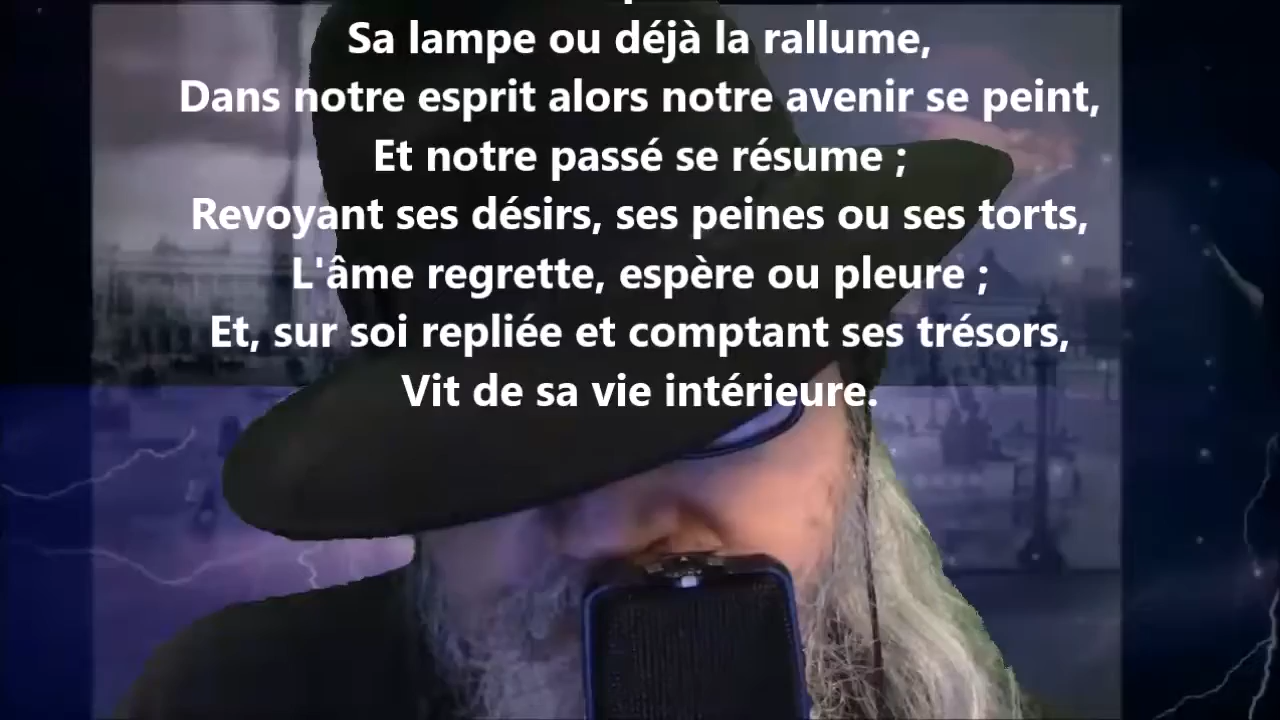 Sa lampe ou déjà la rallume,
Dans notre esprit alors notre avenir se peint,
Et notre passé se résume ;
Revoyant ses désirs, ses peines ou ses torts,
L'âme regrette, espère ou pleure ;
Et, sur soi repliée et comptant ses trésors,
Vit de sa vie intérieure.